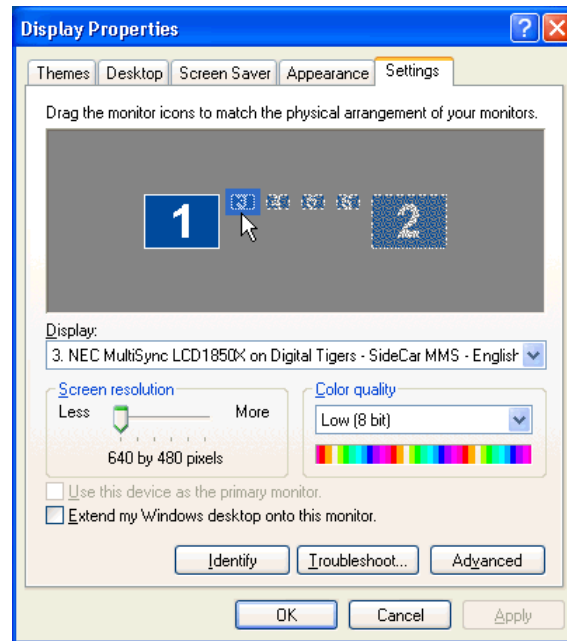 Display Properties
Themes Desktop Screen Saver Appearance Settings
Drag the monitor icons to match the physical arrangement of your monitors.
1 3 4 5 6 2
Display:
3. NEC MultiSync LCD1850X on Digital Tigers - SideCar MMS - English
Screen resolution
Less More
640 by 480 pixels
Color quality
Low (8 bit)
Use this device as the primary monitor.
Extend my Windows desktop onto this monitor.
Identify Troubleshoot... Advanced
OK Cancel Apply